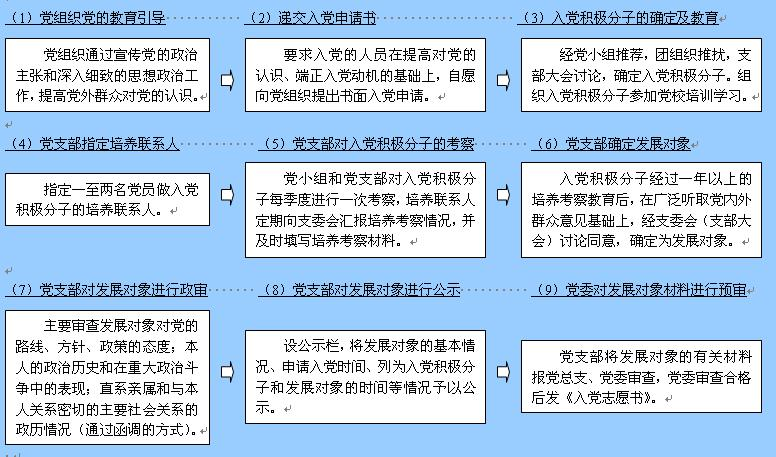 (1) 党组织党的教育引导
(2) 递交入党申请书
(3) 入党积极分子的确定及教育
党组织通过宣传党的政治
主张和深入细致的思想政治工
作，提高党外群众对党的认识。
要求入党的人员在提高对党的
认识、端正入党动机的基础上，自愿
向党组织提出书面入党申请。
经党小组推荐，团组织推扰，支
部大会讨论，确定入党积极分子。组
织入党积极分子参加党校培训学习。
(4) 党支部指定培养联系人
(5) 党支部对入党积极分子的考察
(6) 党支部确定发展对象
指定一至两名党员做入党
积极分子的培养联系人。
党小组和党支部对入党积极分
子每季度进行一次考察，培养联系人
定期向支委会汇报培养考察情况，并
及时填写培养考察材料。
入党积极分子经过一年以上的
培养考察教育后，在广泛听取党内外
群众意见基础上，经支委会（支部大
会）讨论同意，确定为发展对象。
(7) 党支部对发展对象进行政审
(8) 党支部对发展对象进行公示
(9) 党委对发展对象材料进行预审
主要审查发展对象对党的
路线、方针、政策的态度；本
人的政治历史和在重大政治斗
争中的表现；直系亲属和与本
人关系密切的主要社会关系的
政历情况（通过函调的方式）。
设公示栏，将发展对象的基本情
况、申请入党时间、列为入党积极分
子和发展对象的时间等情况予以公
示。
党支部将发展对象的有关材料
报党总支、党委审查，党委审查合格
后发《入党志愿书》。